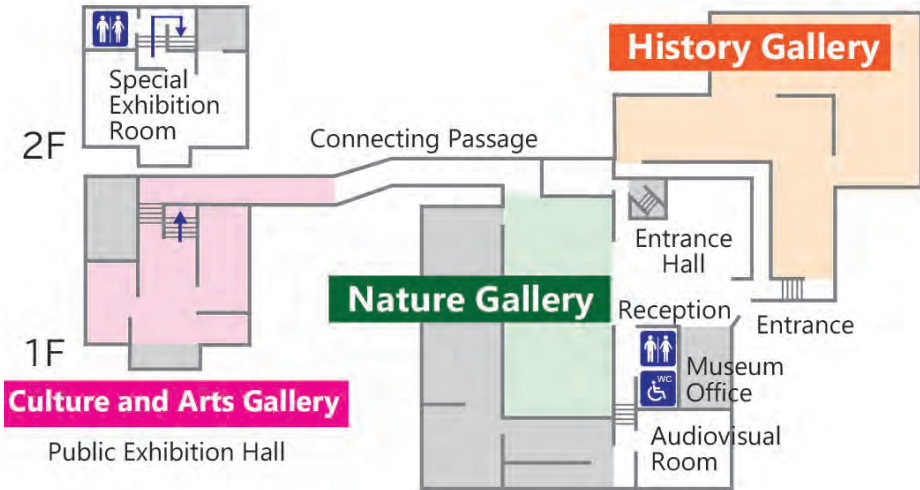 History Gallery
Special
Exhibition
Room
2F
Connecting Passage
Entrance
Hall
Nature Gallery
Reception
Entrance
1F
Museum
Office
WC
Culture and Arts Gallery
Public Exhibition Hall
Audiovisual
Room